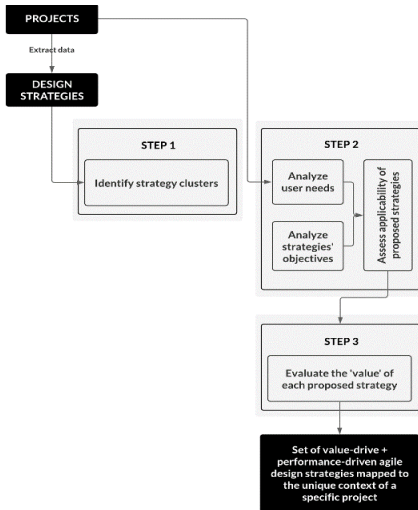 PROJECTS
Extract data
DESIGN
STRATEGIES
STEP 1
Identify strategy clusters
STEP 2
Analyze
user needs
Analyze
strategies'
objectives
Assess applicability of
proposed strategies
STEP 3
Evaluate the 'value' of
each proposed strategy
Set of value-drive +
performance-driven agile
design strategies mapped to
the unique context of a
specific project